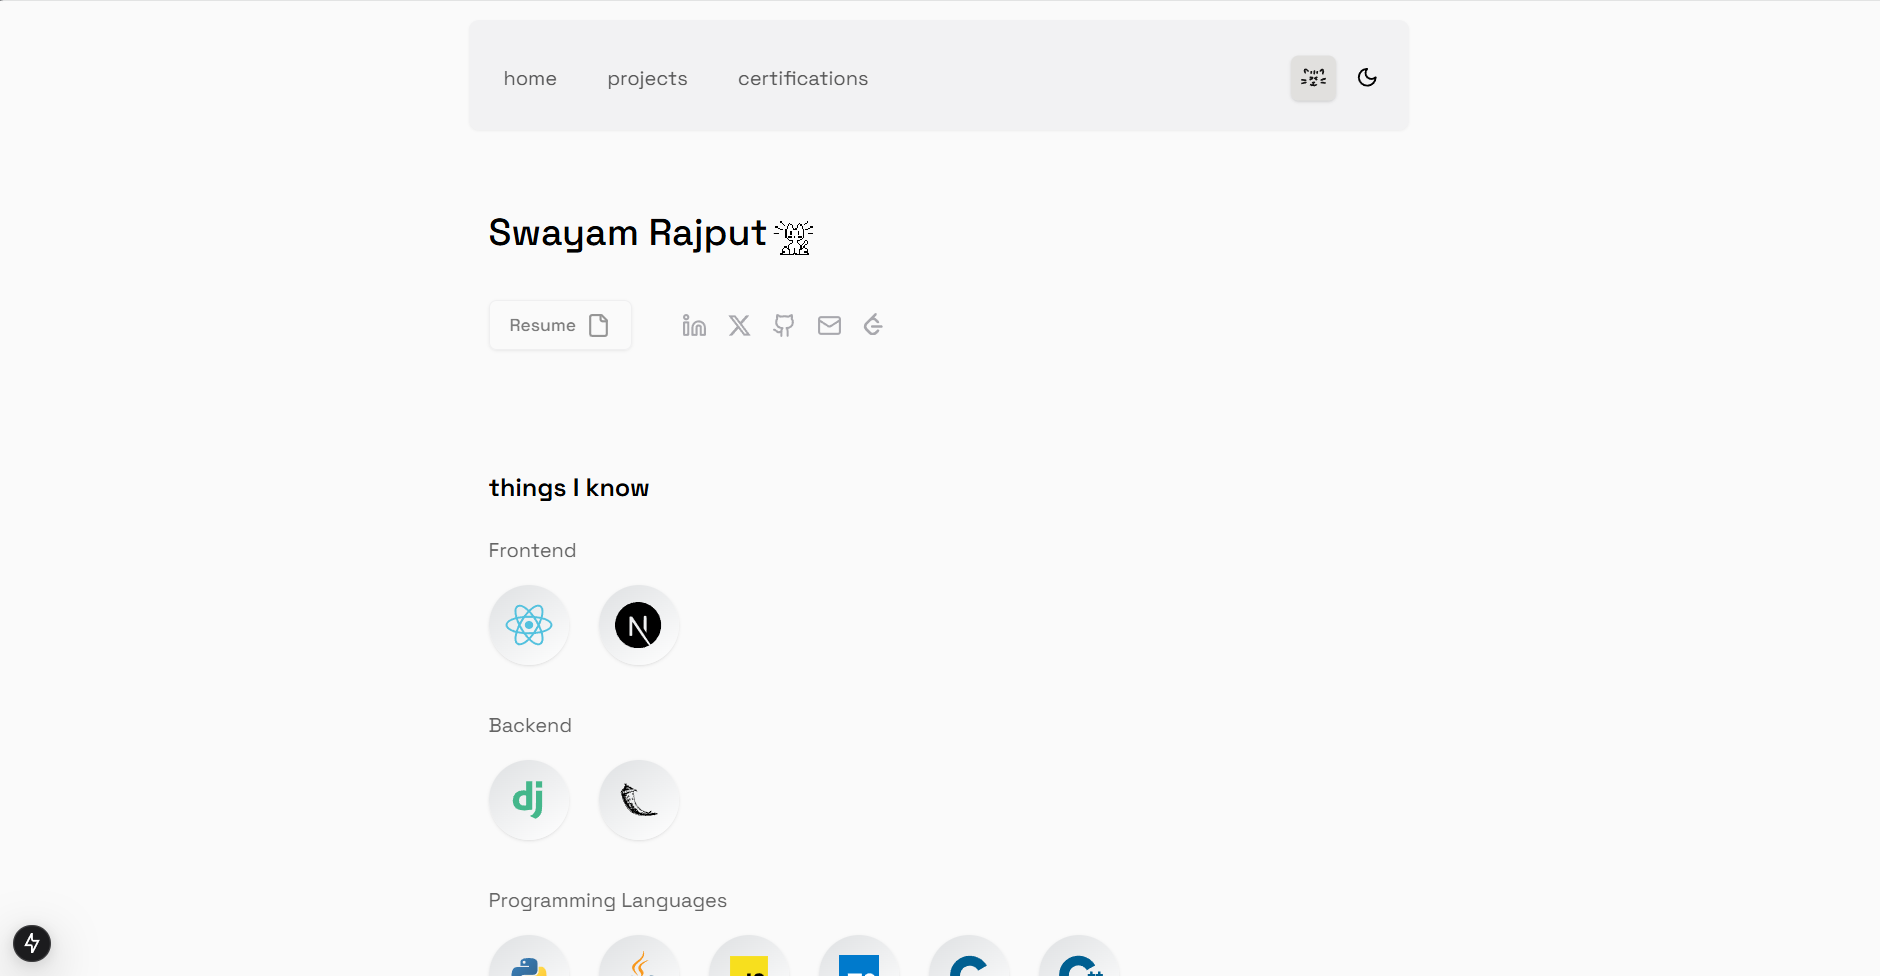 home projects certifications
Swayam Rajput
Resume
things I know
Frontend
N
Backend
dj
Programming Languages